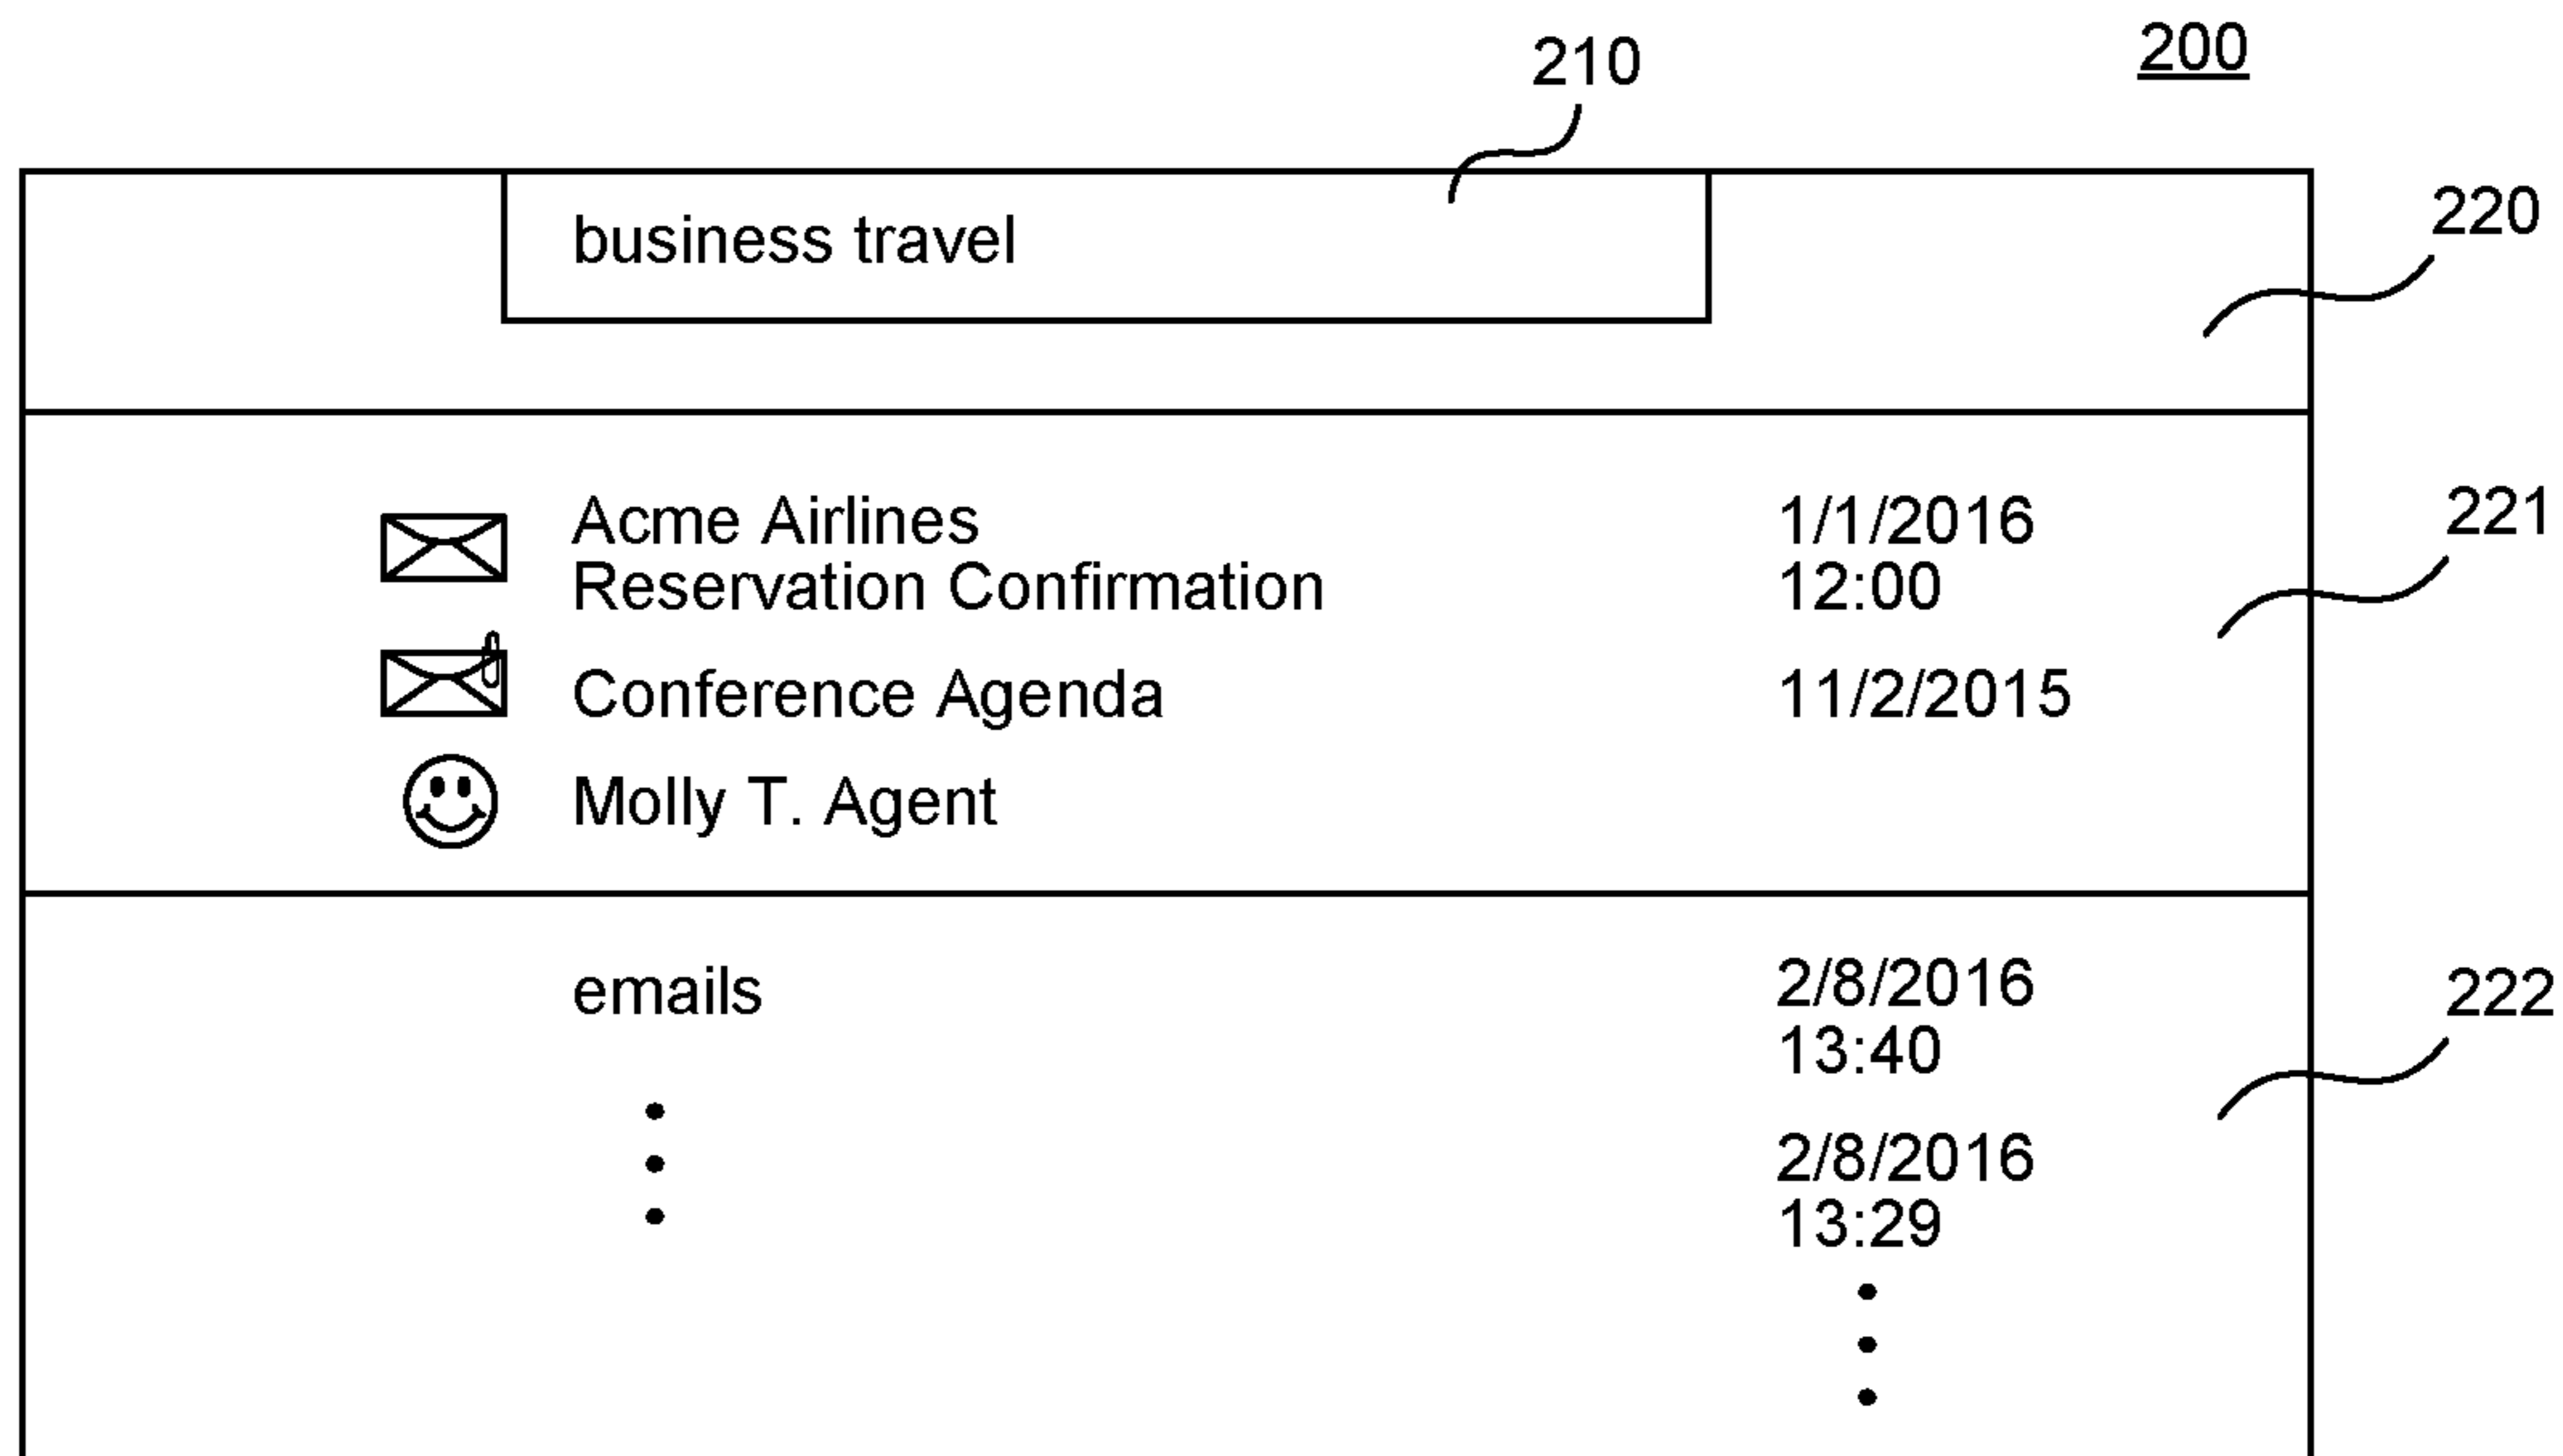 200
210
business travel
220
Acme Airlines
Reservation Confirmation
1/1/2016
12:00
221
Conference Agenda
11/2/2015
Molly T. Agent
emails
2/8/2016
13:40
222
2/8/2016
13:29